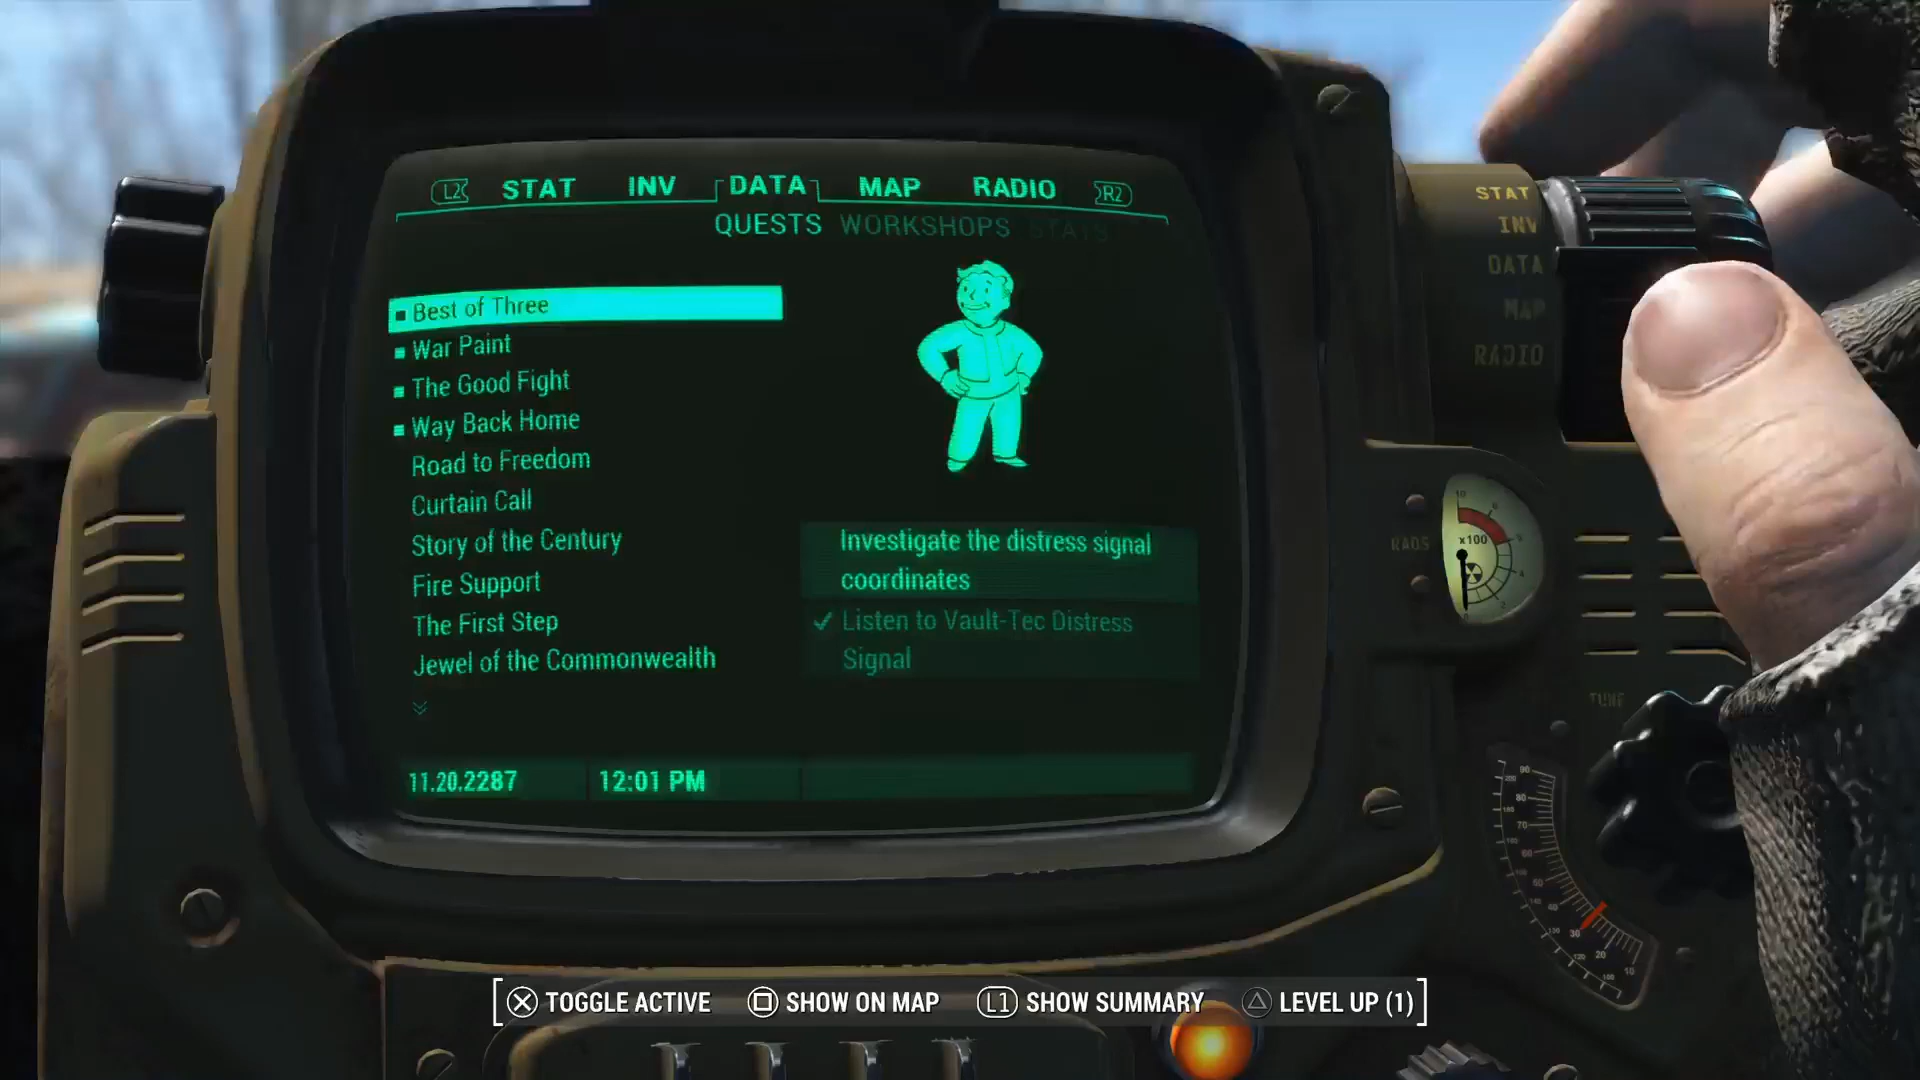 L2 STAT INV DATA MAP RADIO R2
QUESTS WORKSHOPS STATS
Best of Three
War Paint
The Good Fight
Way Back Home
Road to Freedom
Curtain Call
Story of the Century
Fire Support
The First Step
Jewel of the Commonwealth
Investigate the distress signal
coordinates
Listen to Vault-Tec Distress
Signal
11.20.2287 12:01 PM
STAT
INV
DATA
MAP
RADIO
RADS
x100
TUNE
TOGGLE ACTIVE SHOW ON MAP L1 SHOW SUMMARY LEVEL UP (1)